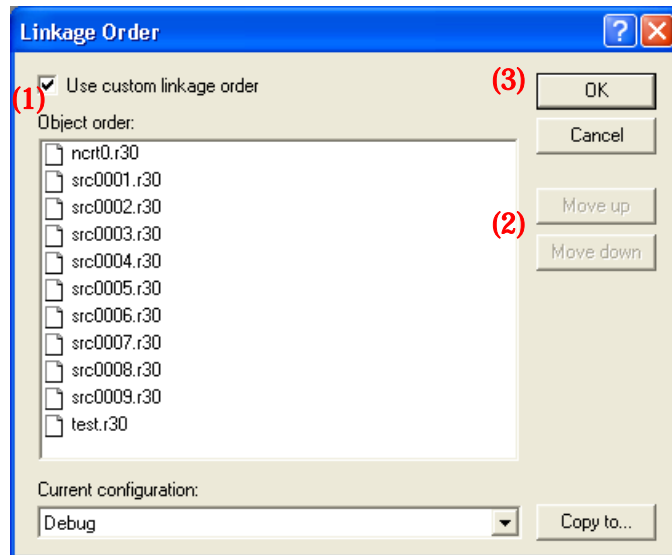 Linkage Order
(1) Use custom linkage order
(3) OK
Object order:
Cancel
ncrt0.r30
src0001.r30
src0002.r30
src0003.r30
src0004.r30
src0005.r30
src0006.r30
src0007.r30
src0008.r30
src0009.r30
test.r30
Move up
(2)
Move down
Current configuration:
Debug
Copy to...